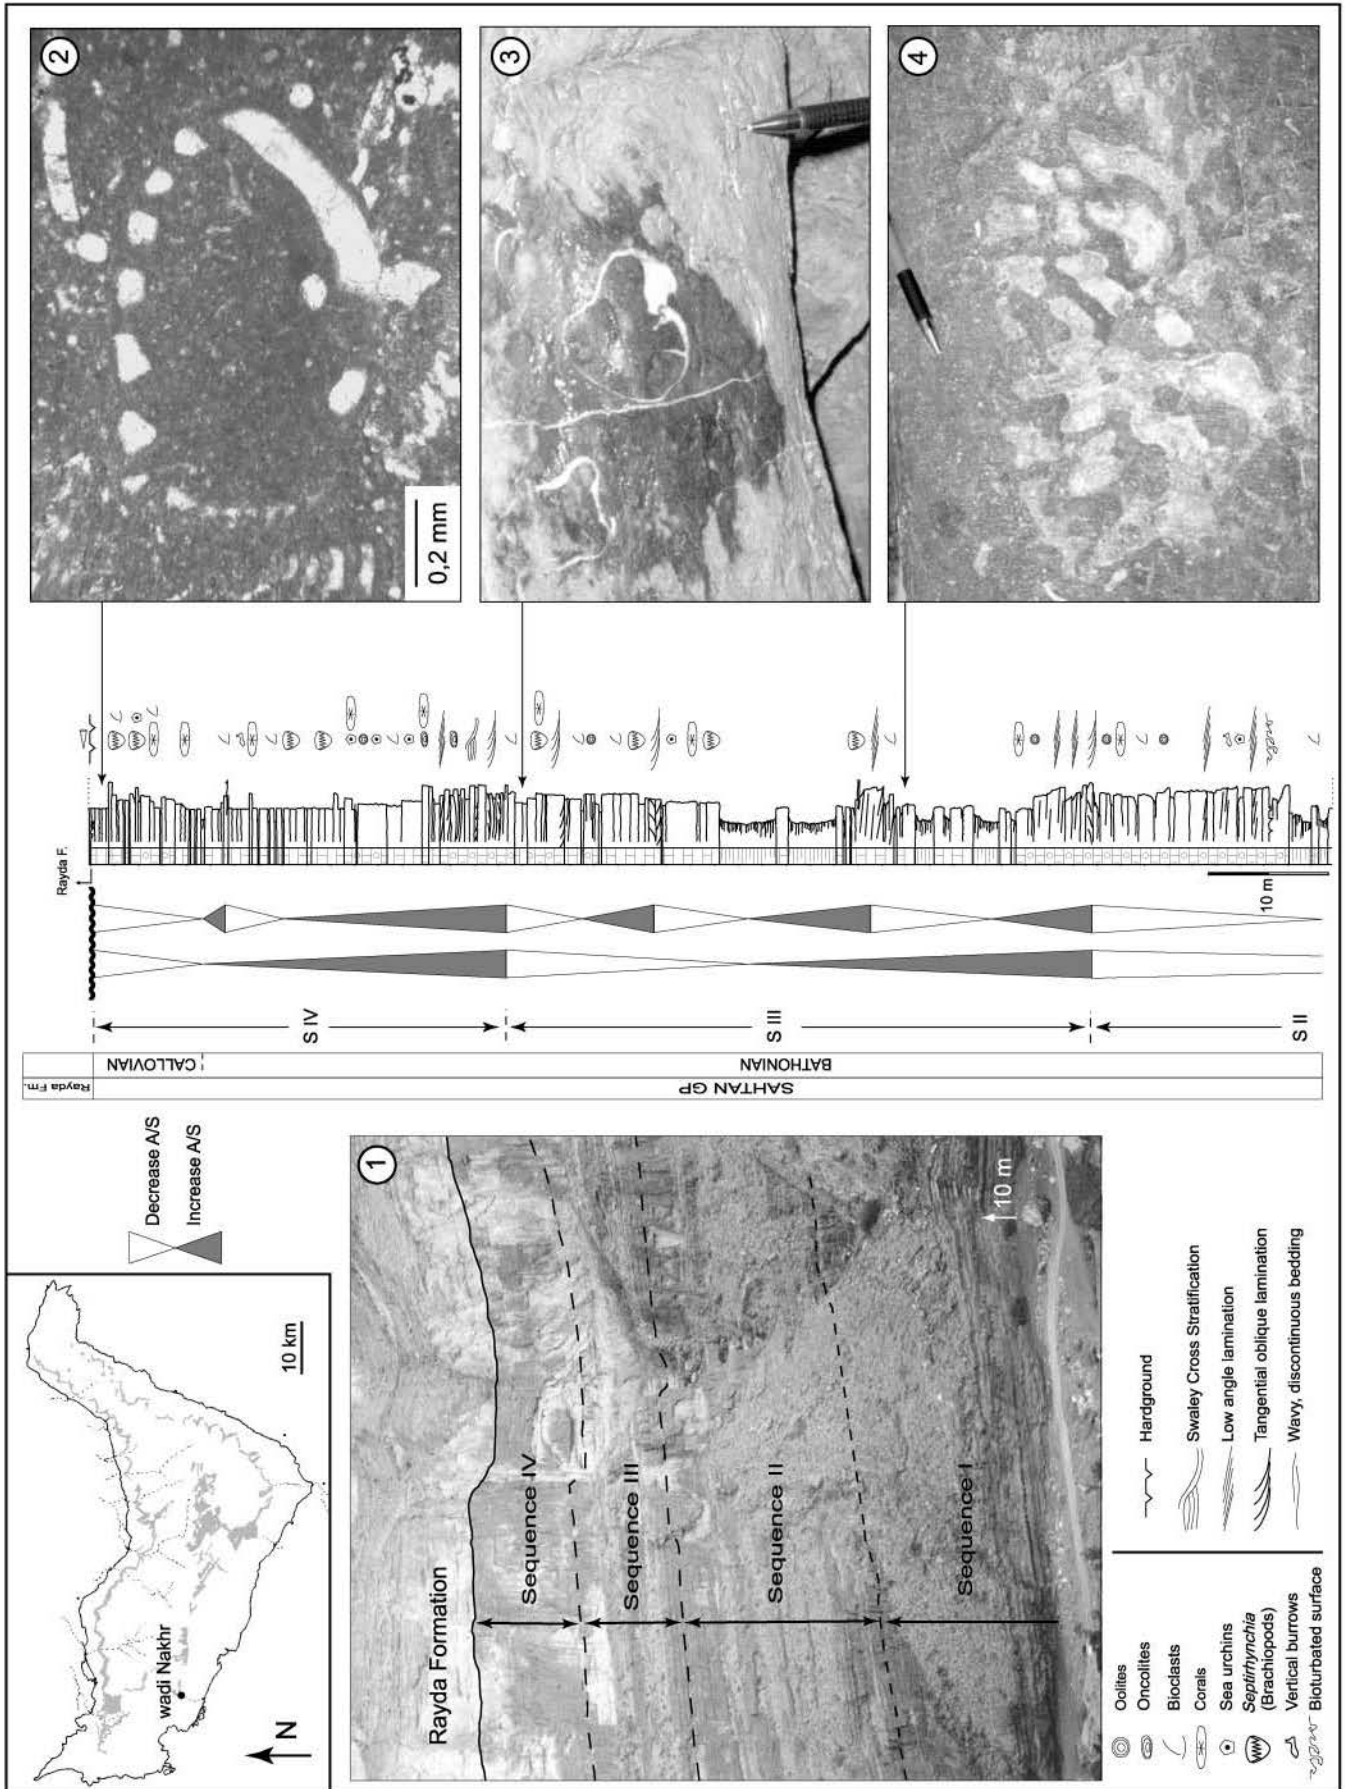 N
wadi Nakhr
10 km
Decrease A/S
Increase A/S
1
Rayda Formation
Sequence IV
Sequence III
Sequence II
Sequence I
10 m
Oolites
Oncolites
Bioclasts
Corals
Sea urchins
Septirhynchia
(Brachiopods)
Vertical burrows
Bioturbated surface
Hardground
Swaley Cross Stratification
Low angle lamination
Tangential oblique lamination
Wavy, discontinuous bedding
Rayda Fm.
SAHTAN GP
CALLOVIAN
BATHONIAN
S IV
S III
S II
Rayda F.
10 m
2
0,2 mm
3
4